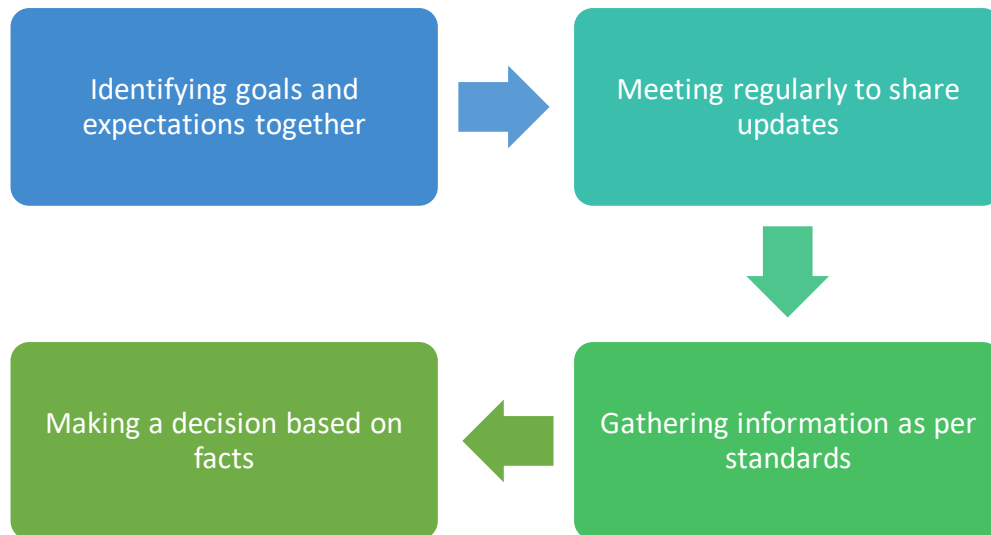 Identifying goals and
expectations together
Meeting regularly to share
updates
Gathering information as per
standards
Making a decision based on
facts